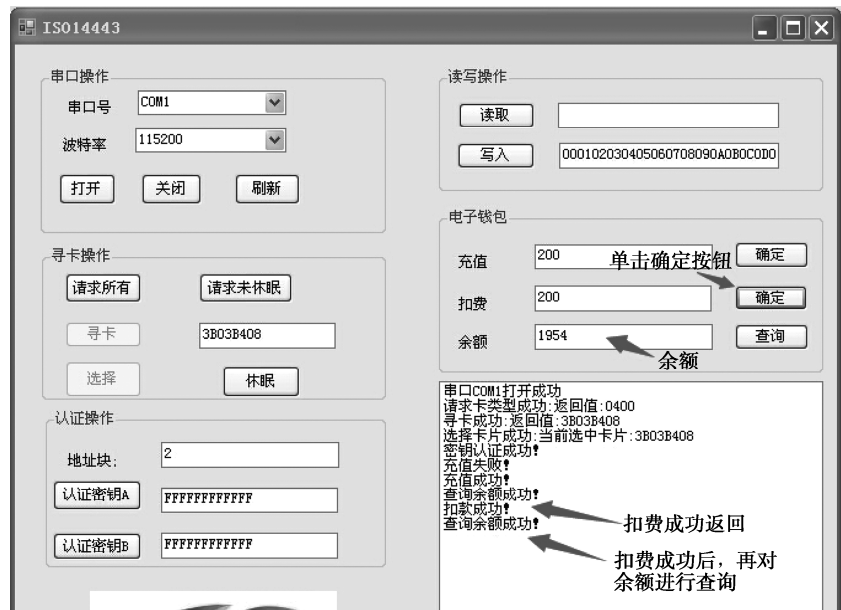 ISO14443
串口操作
串口号
COM1
波特率
115200
打开
关闭
刷新
寻卡操作
请求所有
请求未休眠
寻卡
3B03B408
选择
休眠
认证操作
地址块:
2
认证密钥A
FFFFFFFFFFFF
认证密钥B
FFFFFFFFFFFF
读写操作
读取
写入
000102030405060708090A0B0C0D0
电子钱包
充值
200
单击确定按钮
确定
扣费
200
确定
余额
1954
查询
余额
串口COM1打开成功
请求卡类型成功:返回值:0400
寻卡成功:返回值:3B03B408
选择卡片成功:当前选中卡片:3B03B408
密钥认证成功!
充值失败!
充值成功!
查询余额成功!
扣款成功!
查询余额成功!
扣费成功返回
扣费成功后，再对
余额进行查询